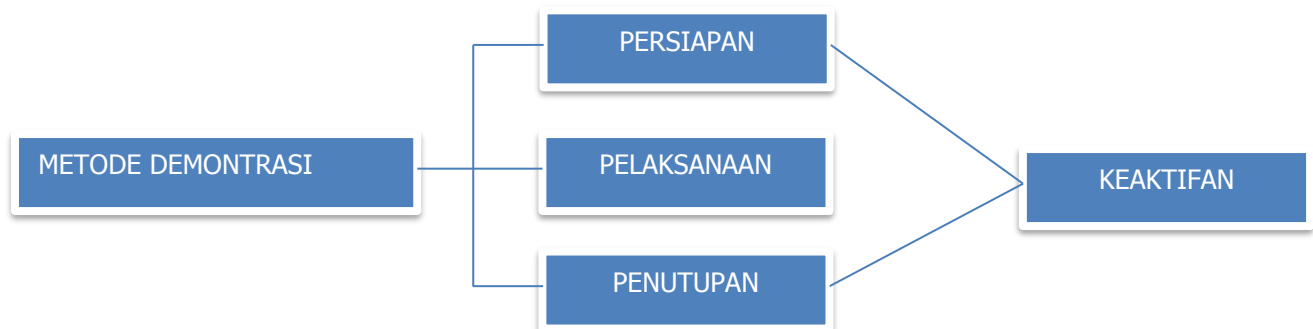 PERSIAPAN
METODE DEMONTRASI
PELAKSANAAN
KEAKTIFAN
PENUTUPAN